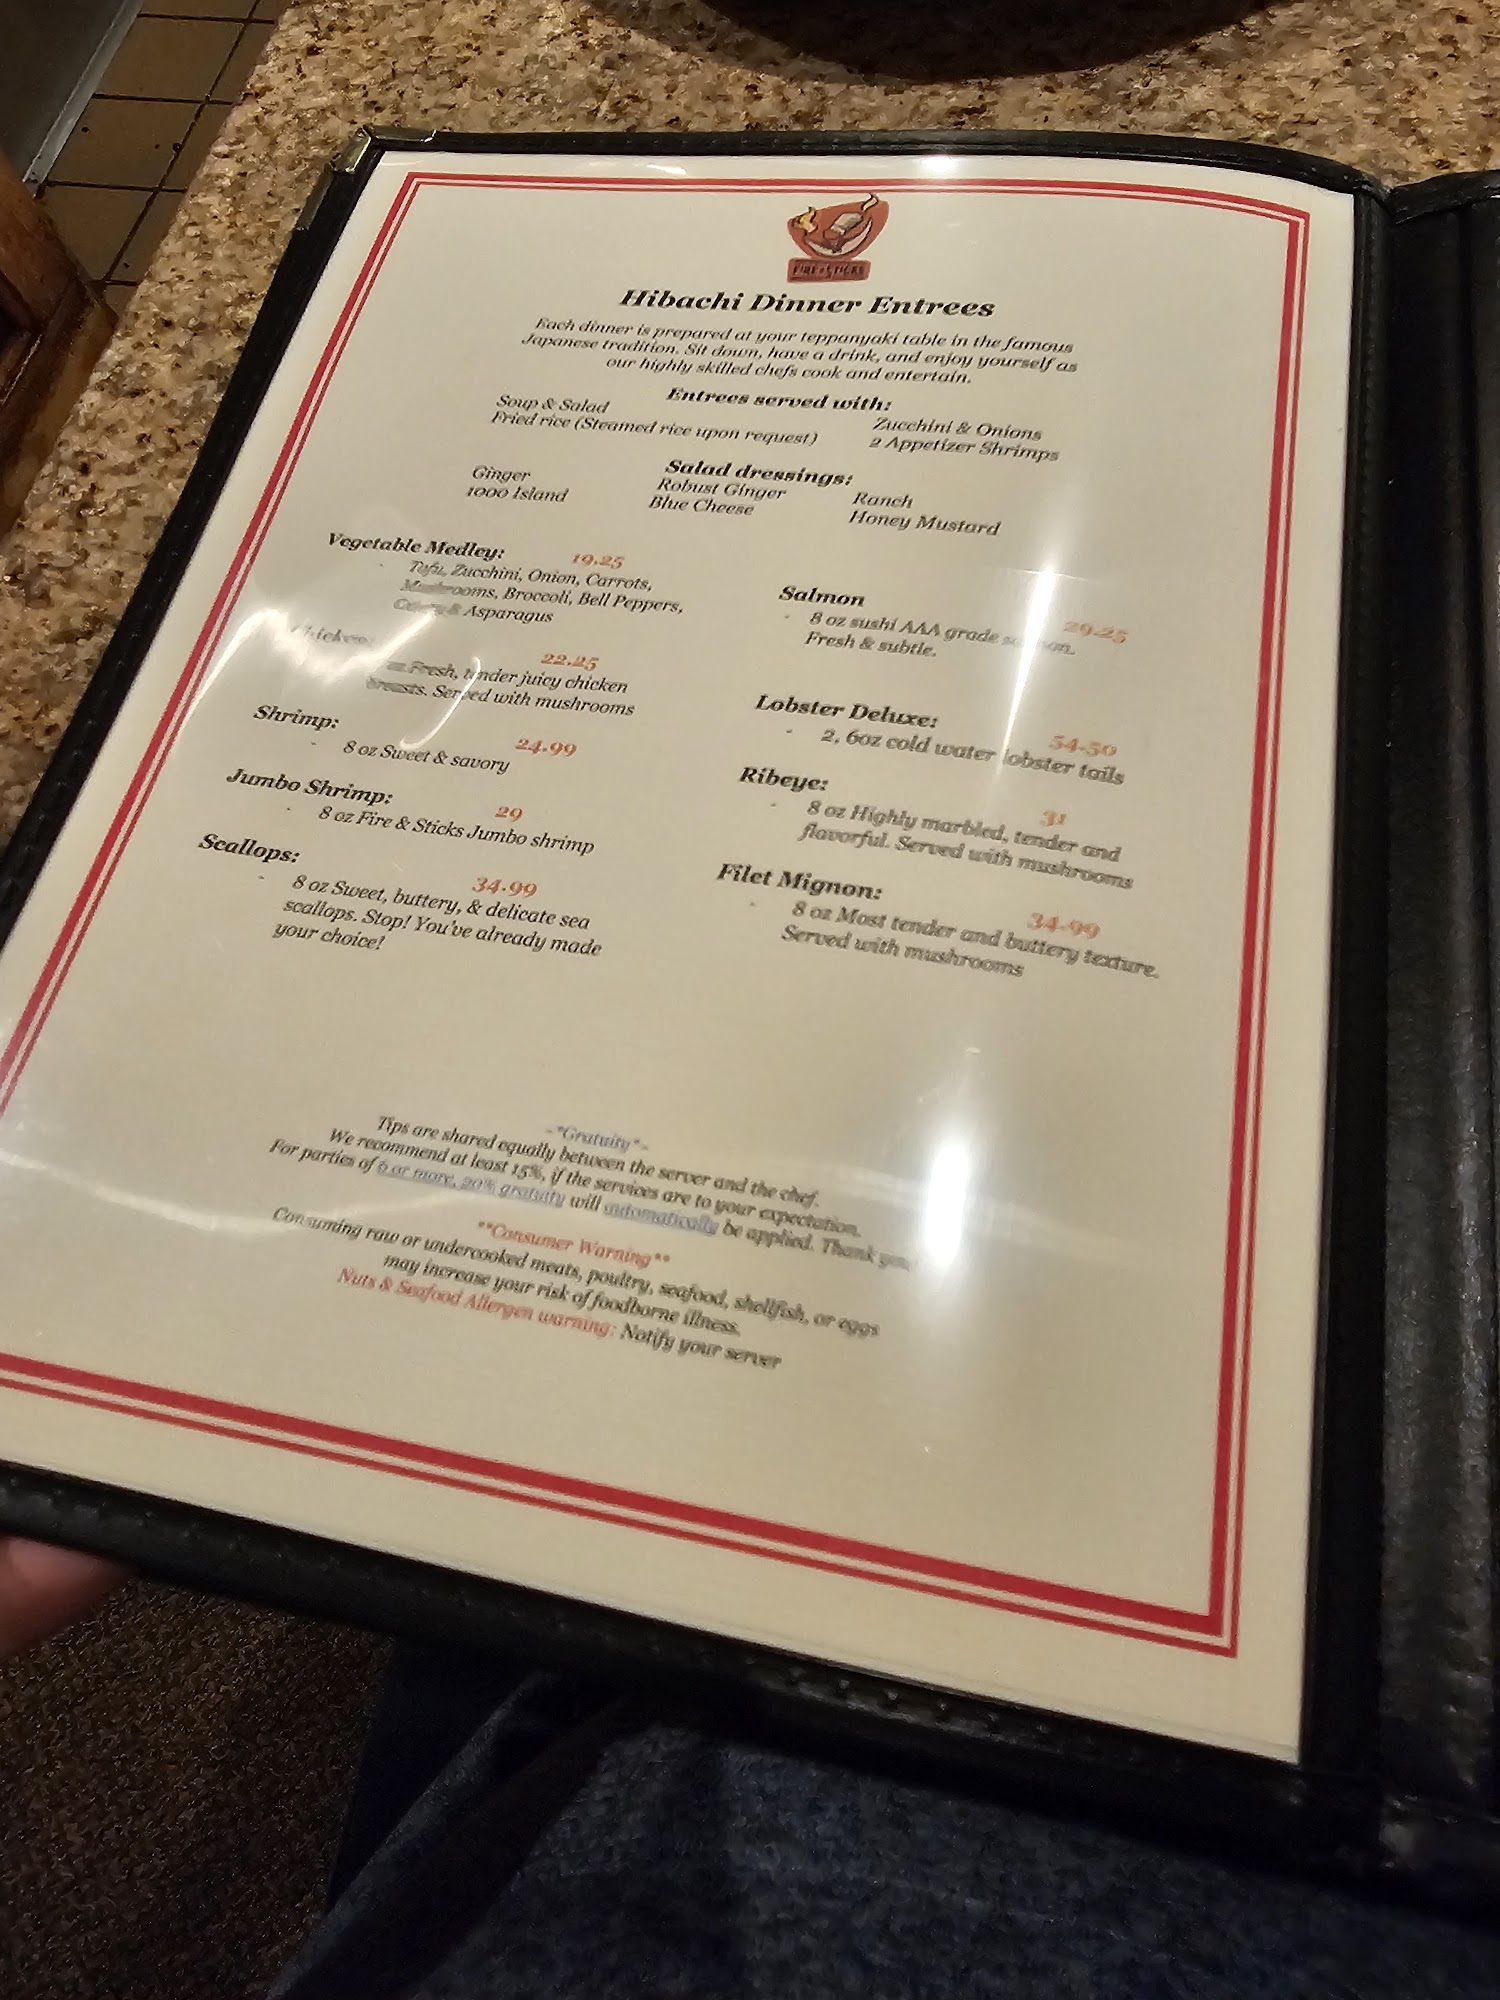 FIRE & STICKS
Hibachi Dinner Entrees
Each dinner is prepared at your teppanyaki table in the famous
Japanese tradition. Sit down, have a drink, and enjoy yourself as
our highly skilled chefs cook and entertain.
Entrees served with:
Soup & Salad
Fried rice (Steamed rice upon request)
Zucchini & Onions
2 Appetizer Shrimps
Salad dressings:
Ginger
1000 Island
Robust Ginger
Blue Cheese
Ranch
Honey Mustard
Vegetable Medley:
19.25
Tofu, Zucchini, Onion, Carrots,
Mushrooms, Broccoli, Bell Peppers,
& Asparagus
Chicken:
22.25
oz Fresh, tender juicy chicken
breasts. Served with mushrooms
Shrimp:
24.99
8 oz Sweet & savory
Jumbo Shrimp:
29
8 oz Fire & Sticks Jumbo shrimp
Scallops:
34.99
8 oz Sweet, buttery, & delicate sea
scallops. Stop! You've already made
your choice!
Salmon
29.25
8 oz sushi AAA grade salmon.
Fresh & subtle.
Lobster Deluxe:
54.50
2, 6oz cold water lobster tails
Ribeye:
31
8 oz Highly marbled, tender and
flavorful. Served with mushrooms
Filet Mignon:
34.99
8 oz Most tender and buttery texture.
Served with mushrooms
~*Gratuity*~
Tips are shared equally between the server and the chef.
We recommend at least 15%, if the services are to your expectation.
For parties of 6 or more, 20% gratuity will automatically be applied. Thank you
**Consumer Warning**
Consuming raw or undercooked meats, poultry, seafood, shellfish, or eggs
may increase your risk of foodborne illness.
Nuts & Seafood Allergen warning: Notify your server